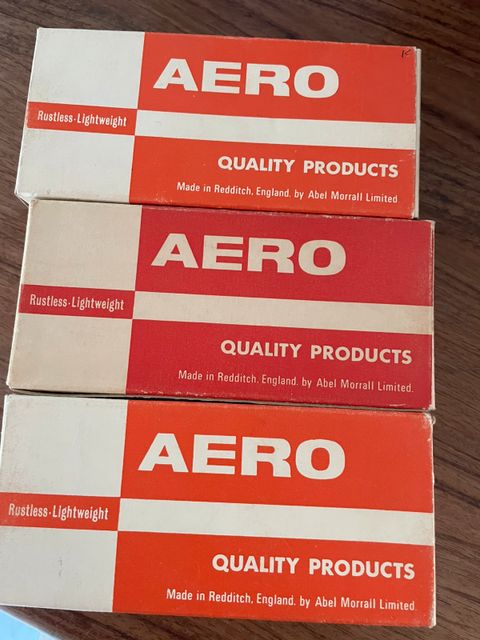 AERO
Rustless-Lightweight
QUALITY PRODUCTS
Made in Redditch, England, by Abel Morrall Limited
AERO
Rustless-Lightweight
QUALITY PRODUCTS
Made in Redditch, England, by Abel Morrall Limited.
AERO
Rustless-Lightweight
QUALITY PRODUCTS
Made in Redditch, England, by Abel Morrall Limited